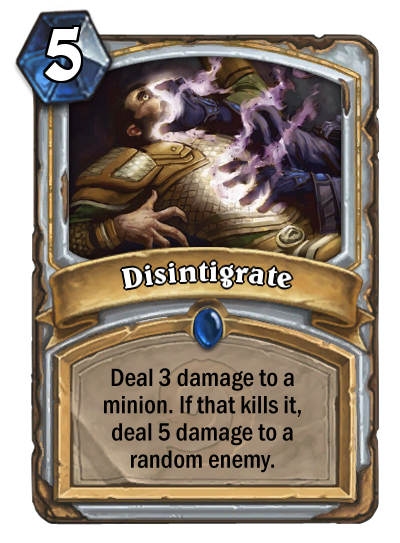 5
Disintigrate
Deal 3 damage to a
minion. If that kills it,
deal 5 damage to a
random enemy.